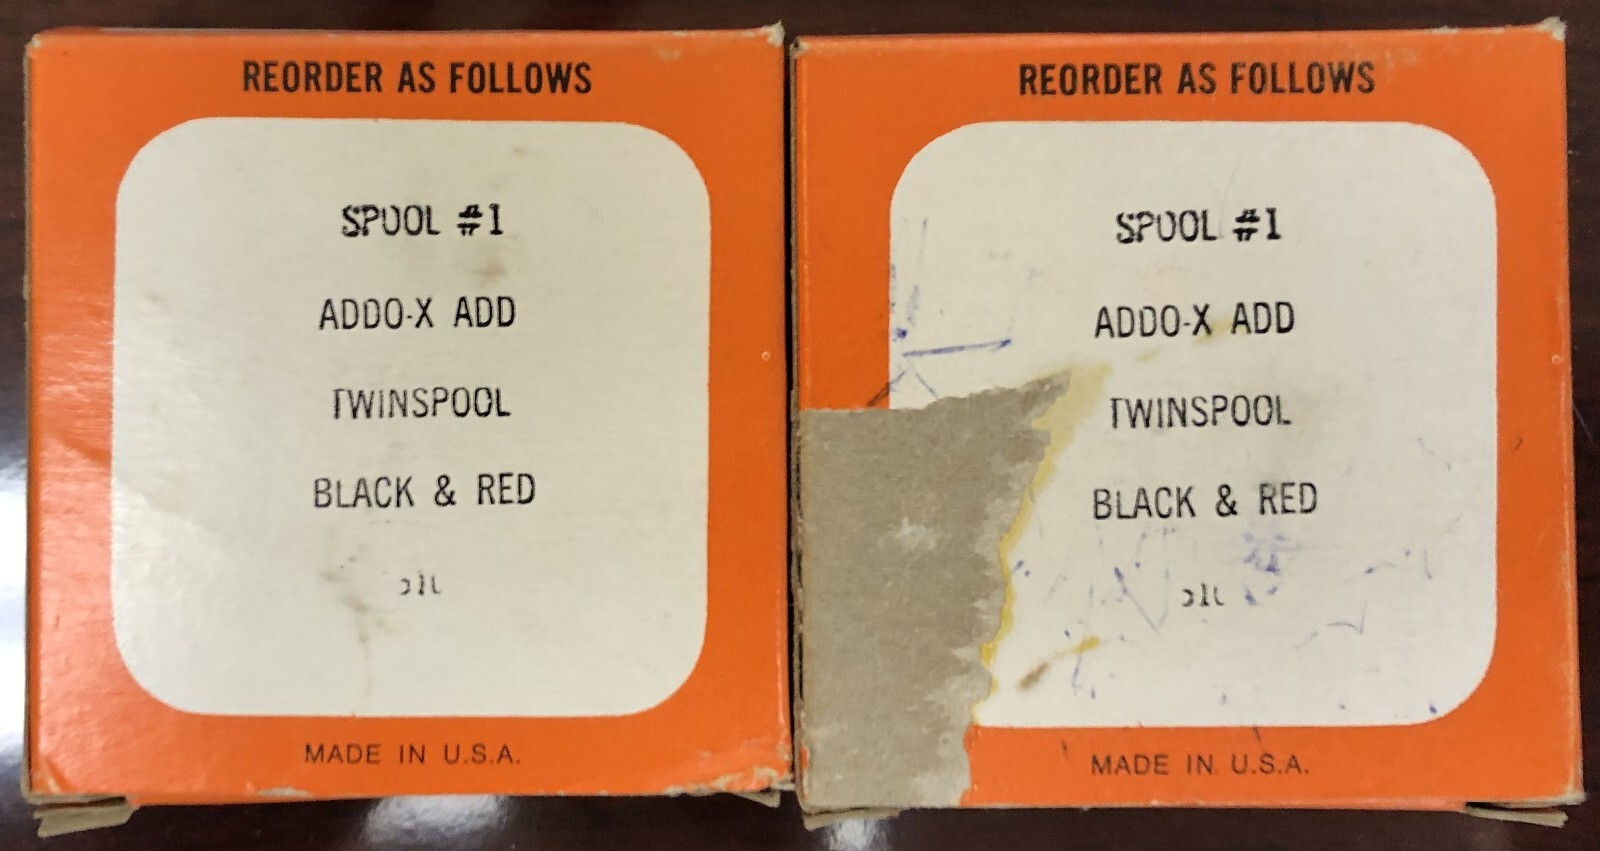 REORDER AS FOLLOWS
SPOOL #1
ADDO-X ADD
TWINSPOOL
BLACK & RED
MADE IN U.S.A.
REORDER AS FOLLOWS
SPOOL #1
ADDO-X ADD
TWINSPOOL
BLACK & RED
MADE IN U.S.A.